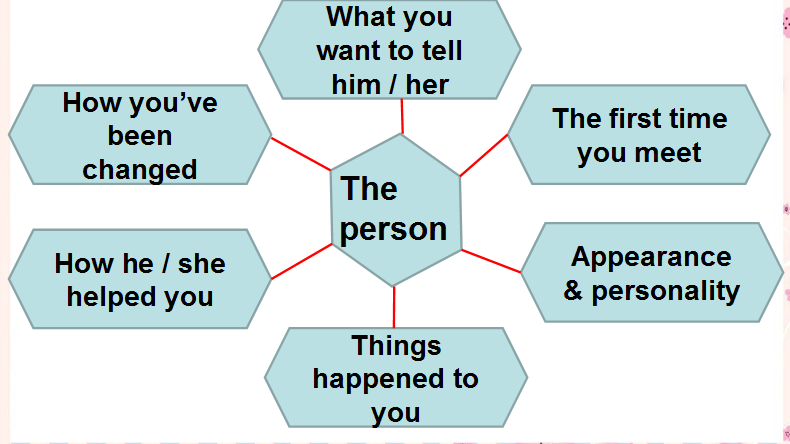 What you
want to tell
him / her
How you’ve
been
changed
The first time
you meet
The
person
How he / she
helped you
Appearance
& personality
Things
happened to
you